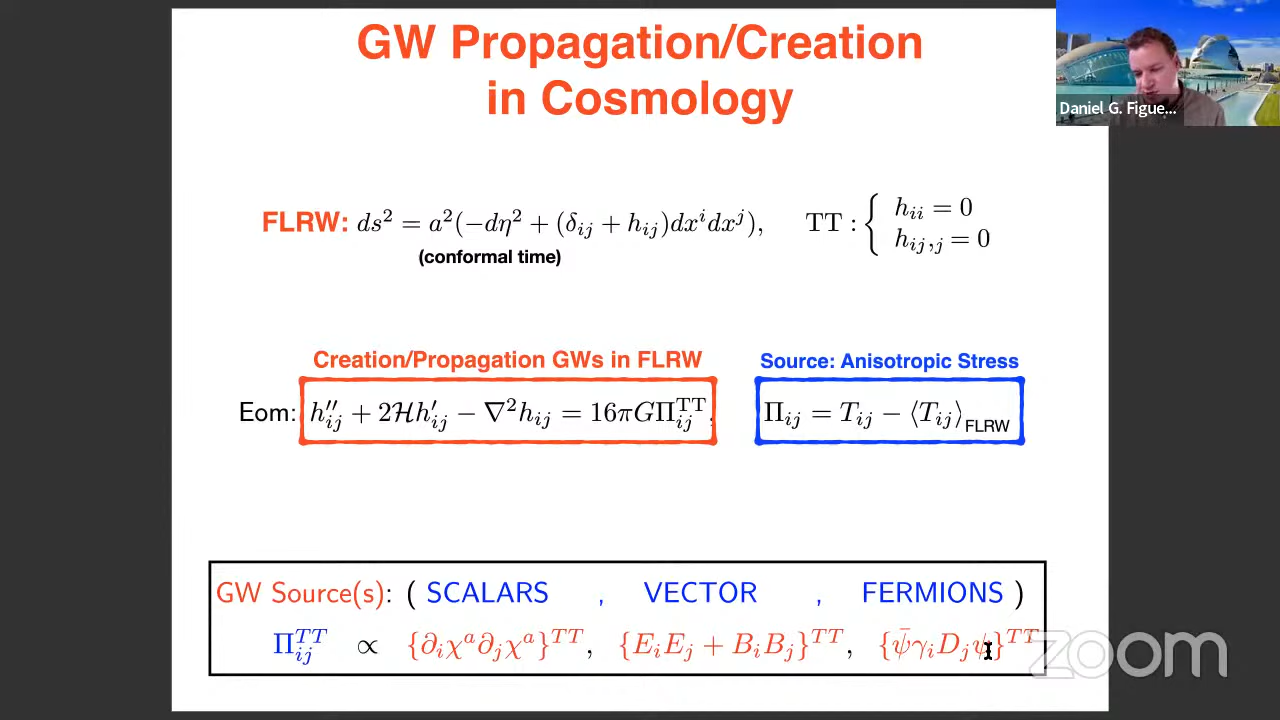 GW Propagation/Creation
in Cosmology
Daniel G. Figue...
FLRW: ds² = a²(−dη² + (δᵢⱼ + hᵢⱼ)dxⁱdxʲ), TT : { hᵢᵢ = 0
hᵢⱼ,ⱼ = 0
(conformal time)
Creation/Propagation GWs in FLRW Source: Anisotropic Stress
Eom: h″ᵢⱼ + 2ℋh′ᵢⱼ − ∇²hᵢⱼ = 16πGΠᵢⱼᵀᵀ, Πᵢⱼ = Tᵢⱼ − ⟨Tᵢⱼ⟩FLRW
GW Source(s): ( SCALARS , VECTOR , FERMIONS )
Πᵢⱼᵀᵀ ∝ {∂ᵢχᵃ∂ⱼχᵃ}ᵀᵀ, {EᵢEⱼ + BᵢBⱼ}ᵀᵀ, {ψ̄γᵢDⱼψ}ᵀᵀ
zoom